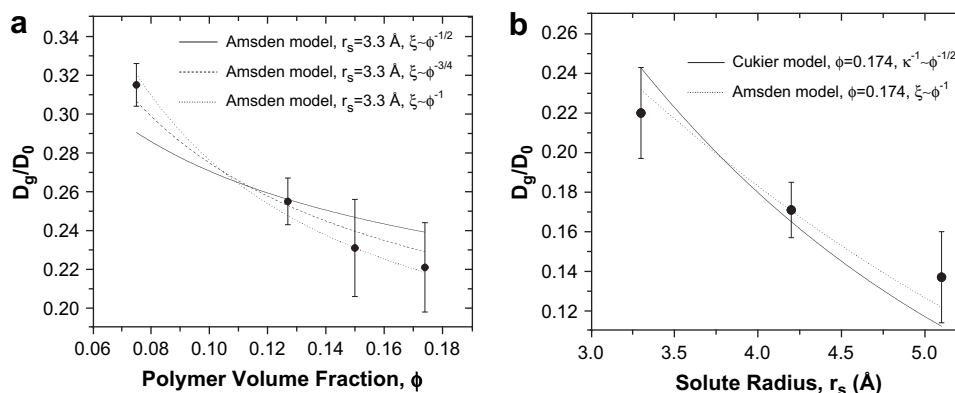 a
0.34
0.32
0.30
0.28
0.26
0.24
0.22
0.20
D_g/D_0
Amsden model, r_s=3.3 Å, ξ~ϕ^-1/2
Amsden model, r_s=3.3 Å, ξ~ϕ^-3/4
Amsden model, r_s=3.3 Å, ξ~ϕ^-1
0.06 0.08 0.10 0.12 0.14 0.16 0.18
Polymer Volume Fraction, ϕ
b
0.26
0.24
0.22
0.20
0.18
0.16
0.14
0.12
D_g/D_0
Cukier model, ϕ=0.174, κ^-1~ϕ^-1/2
Amsden model, ϕ=0.174, ξ~ϕ^-1
3.0 3.5 4.0 4.5 5.0
Solute Radius, r_s (Å)